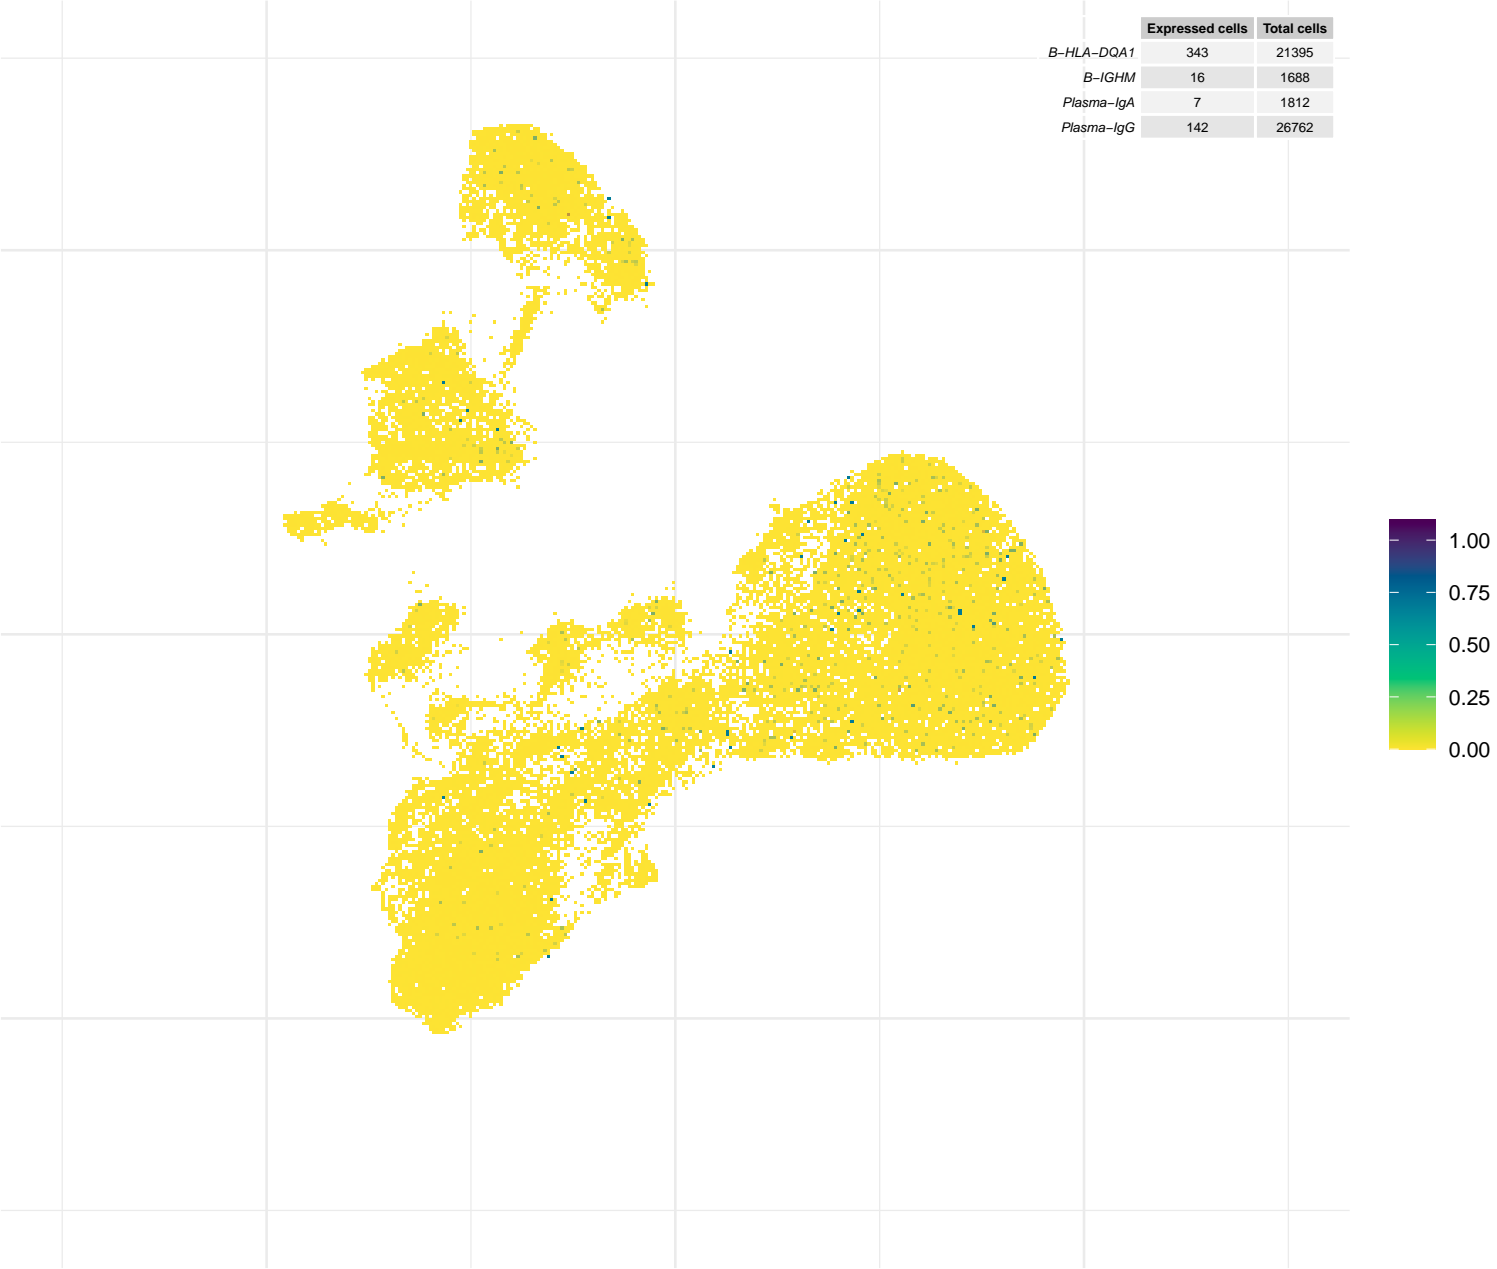 Expressed cells Total cells
B−HLA−DQA1 343 21395
B−IGHM 16 1688
Plasma−IgA 7 1812
Plasma−IgG 142 26762
1.00
0.75
0.50
0.25
0.00